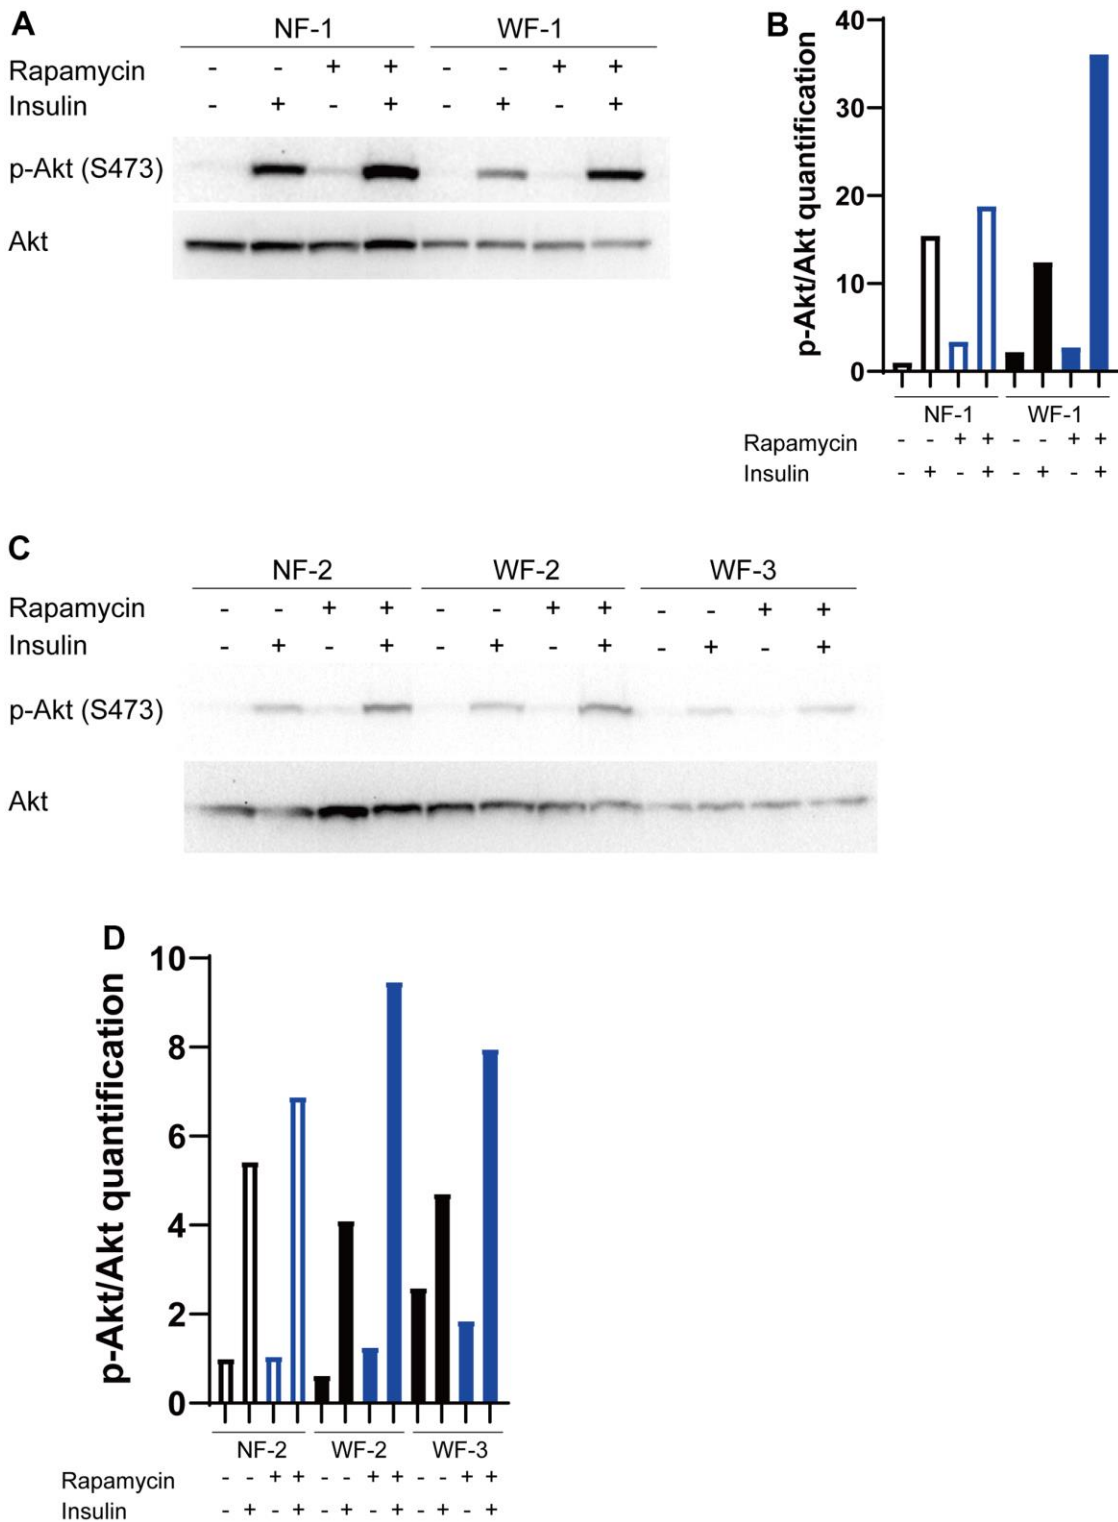 A
NF-1 WF-1
Rapamycin - - + + - - + +
Insulin - + - + - + - +
p-Akt (S473)
Akt
B
p-Akt/Akt quantification
40
30
20
10
0
NF-1 WF-1
Rapamycin - - + + - - + +
Insulin - + - + - + - +
C
NF-2 WF-2 WF-3
Rapamycin - - + + - - + + - - + +
Insulin - + - + - + - + - + - +
p-Akt (S473)
Akt
D
p-Akt/Akt quantification
10
8
6
4
2
0
NF-2 WF-2 WF-3
Rapamycin - - + + - - + + - - + +
Insulin - + - + - + - + - + - +